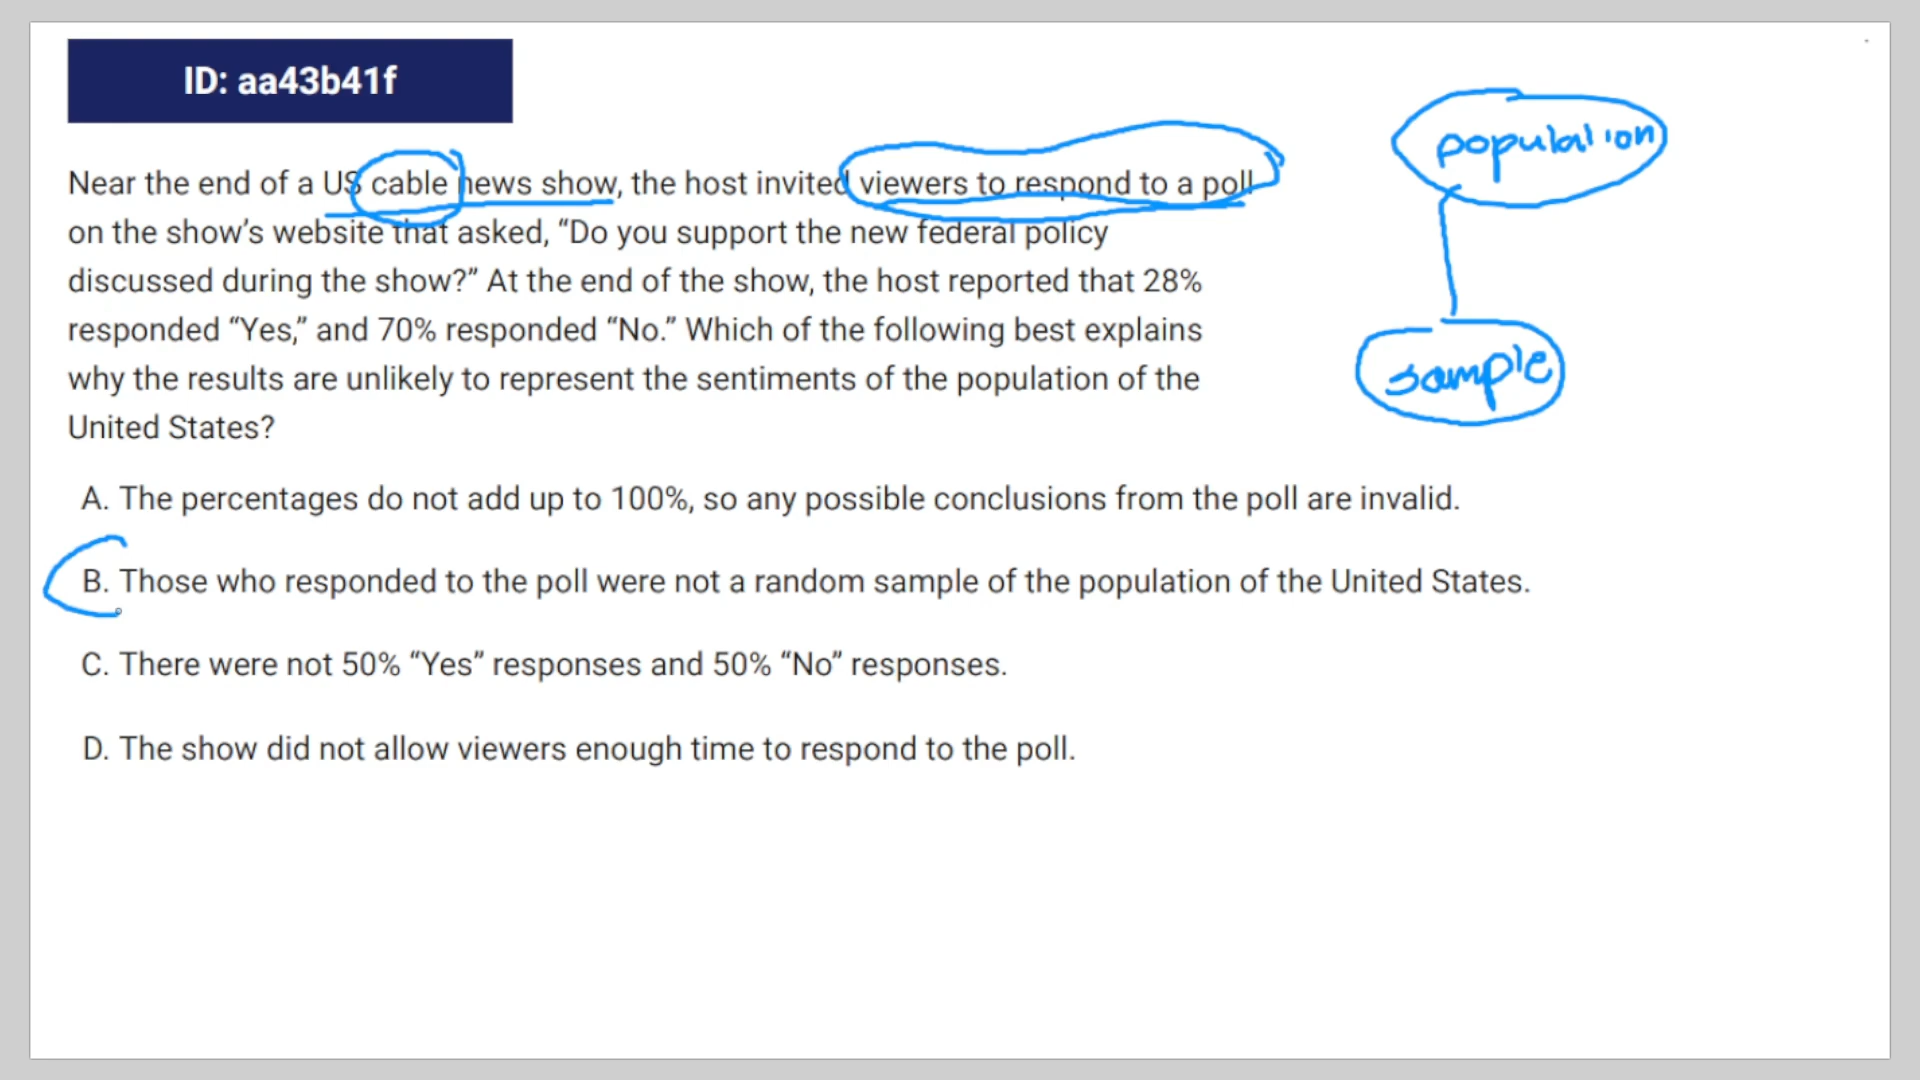 ID: aa43b41f
Near the end of a US cable news show, the host invited viewers to respond to a poll
on the show’s website that asked, “Do you support the new federal policy
discussed during the show?” At the end of the show, the host reported that 28%
responded “Yes,” and 70% responded “No.” Which of the following best explains
why the results are unlikely to represent the sentiments of the population of the
United States?
population
sample
A. The percentages do not add up to 100%, so any possible conclusions from the poll are invalid.
B. Those who responded to the poll were not a random sample of the population of the United States.
C. There were not 50% “Yes” responses and 50% “No” responses.
D. The show did not allow viewers enough time to respond to the poll.